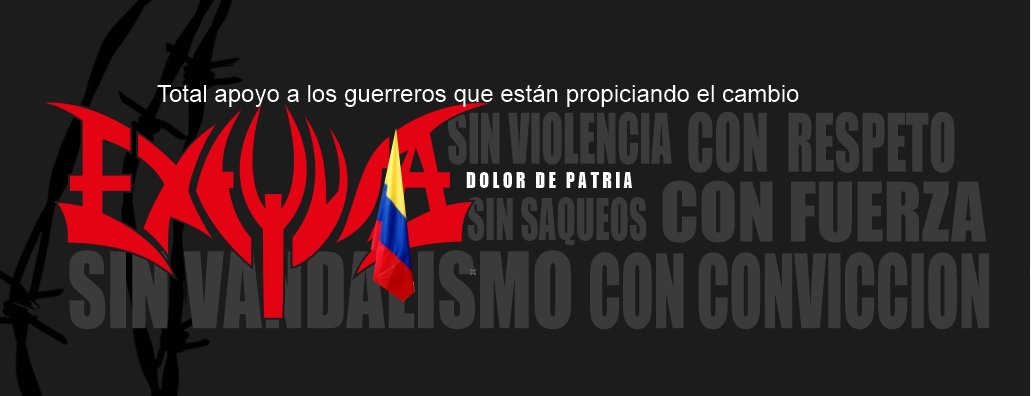 Total apoyo a los guerreros que están propiciando el cambio
SIN VIOLENCIA CON RESPETO
DOLOR DE PATRIA
SIN SAQUEOS CON FUERZA
SIN VANDALISMO CON CONVICCION